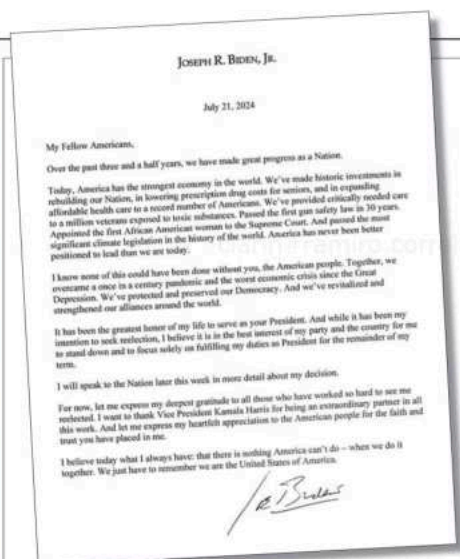 JOSEPH R. BIDEN, JR.
July 21, 2024
My Fellow Americans,
Over the past three and a half years, we have made great progress as a Nation.
Today, America has the strongest economy in the world. We've made historic investments in
rebuilding our Nation, in lowering prescription drug costs for seniors, and in expanding
affordable health care to a record number of Americans. We've provided critically needed care
to a million veterans exposed to toxic substances. Passed the first gun safety law in 30 years.
Appointed the first African American woman to the Supreme Court. And passed the most
significant climate legislation in the history of the world. America has never been better
positioned to lead than we are today.
I know none of this could have been done without you, the American people. Together, we
overcame a once in a century pandemic and the worst economic crisis since the Great
Depression. We've protected and preserved our Democracy. And we've revitalized and
strengthened our alliances around the world.
It has been the greatest honor of my life to serve as your President. And while it has been my
intention to seek reelection, I believe it is in the best interest of my party and the country for me
to stand down and to focus solely on fulfilling my duties as President for the remainder of my
term.
I will speak to the Nation later this week in more detail about my decision.
For now, let me express my deepest gratitude to all those who have worked so hard to see me
reelected. I want to thank Vice President Kamala Harris for being an extraordinary partner in all
this work. And let me express my heartfelt appreciation to the American people for the faith and
trust you have placed in me.
I believe today what I always have: that there is nothing America can't do – when we do it
together. We just have to remember we are the United States of America.